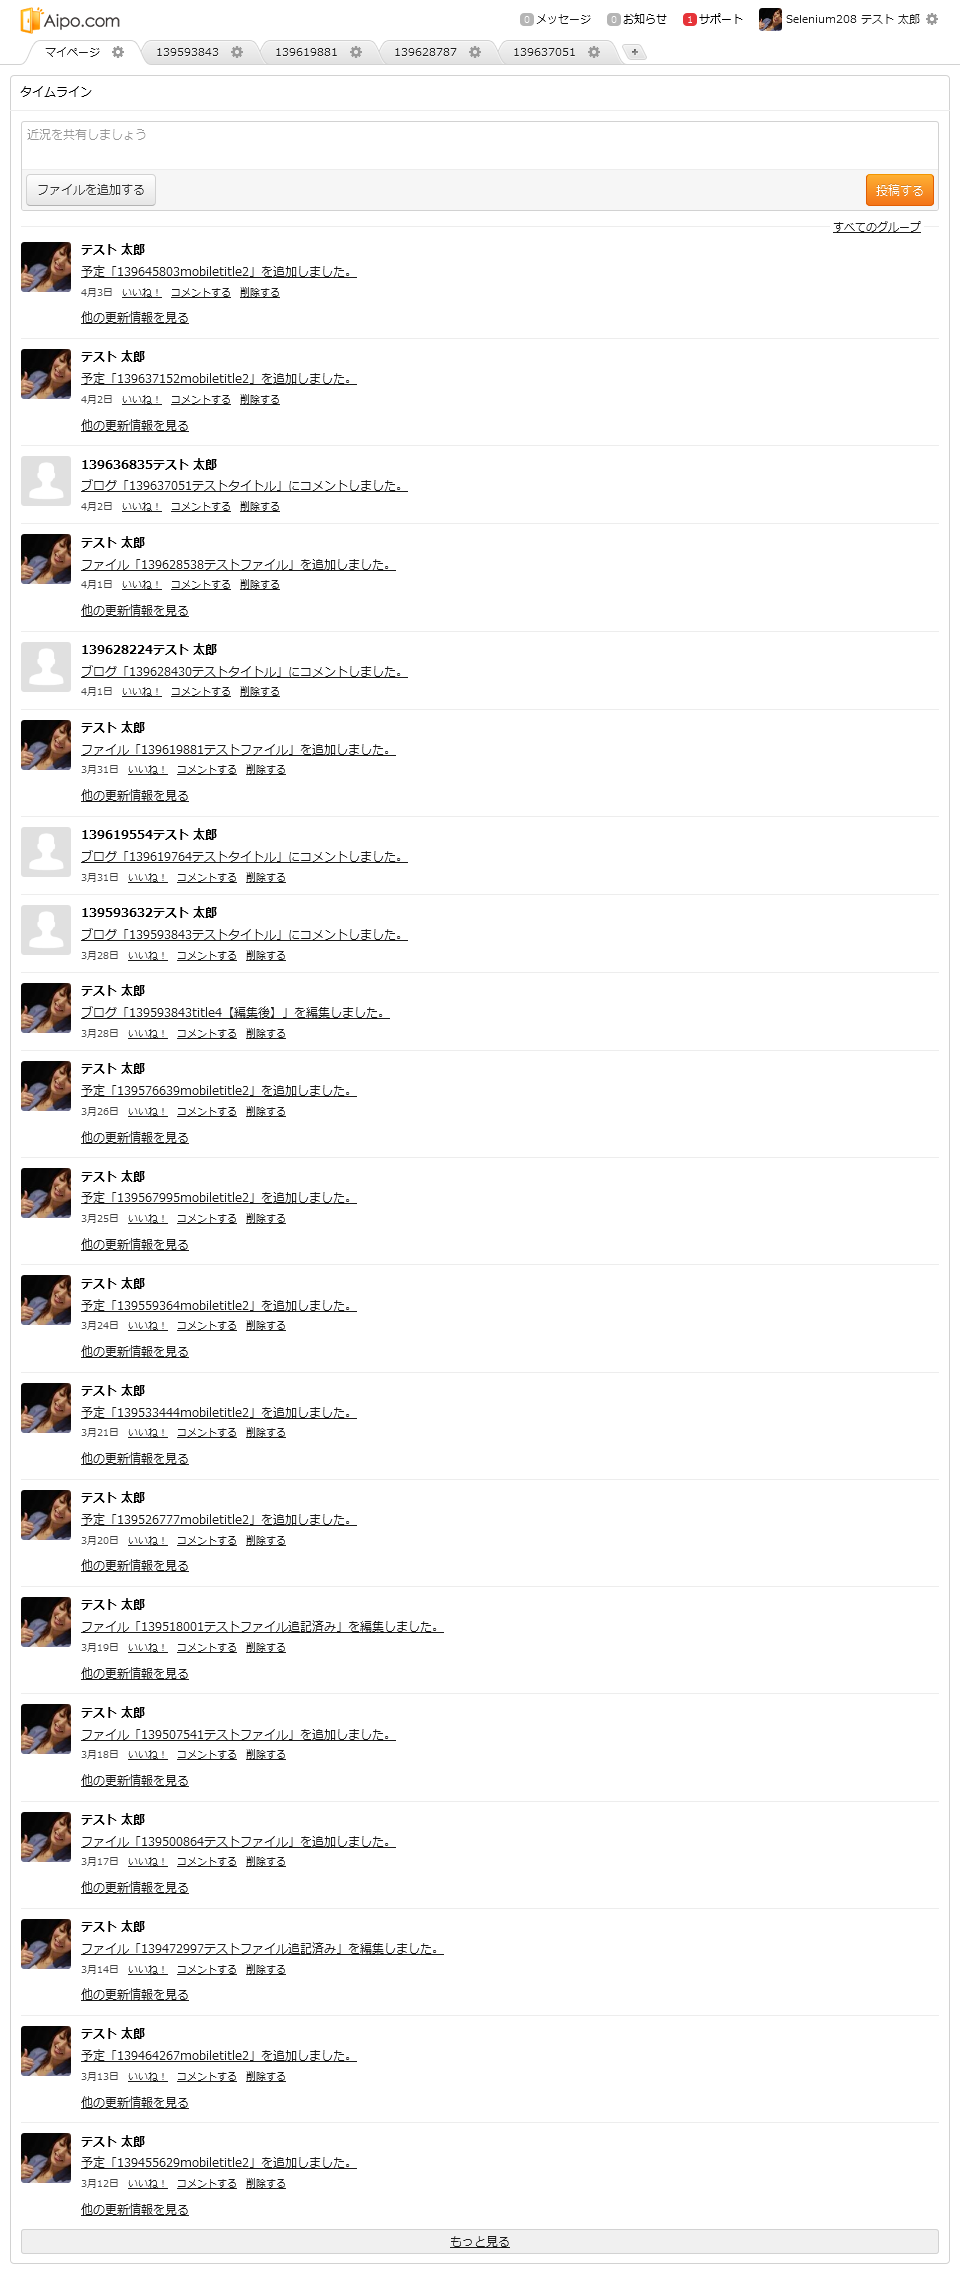 Aipo.com
0 メッセージ 0 お知らせ 1 サポート Selenium208 テスト 太郎
マイページ 139593843 139619881 139628787 139637051 +
タイムライン
近況を共有しましょう
ファイルを追加する 投稿する
すべてのグループ
テスト 太郎
予定「139645803mobiletitle2」を追加しました。
4月3日 いいね！ コメントする 削除する
他の更新情報を見る
テスト 太郎
予定「139637152mobiletitle2」を追加しました。
4月2日 いいね！ コメントする 削除する
他の更新情報を見る
139636835テスト 太郎
ブログ「139637051テストタイトル」にコメントしました。
4月2日 いいね！ コメントする 削除する
テスト 太郎
ファイル「139628538テストファイル」を追加しました。
4月1日 いいね！ コメントする 削除する
他の更新情報を見る
139628224テスト 太郎
ブログ「139628430テストタイトル」にコメントしました。
4月1日 いいね！ コメントする 削除する
テスト 太郎
ファイル「139619881テストファイル」を追加しました。
3月31日 いいね！ コメントする 削除する
他の更新情報を見る
139619554テスト 太郎
ブログ「139619764テストタイトル」にコメントしました。
3月31日 いいね！ コメントする 削除する
139593632テスト 太郎
ブログ「139593843テストタイトル」にコメントしました。
3月28日 いいね！ コメントする 削除する
テスト 太郎
ブログ「139593843title4【編集後】」を編集しました。
3月28日 いいね！ コメントする 削除する
テスト 太郎
予定「139576639mobiletitle2」を追加しました。
3月26日 いいね！ コメントする 削除する
他の更新情報を見る
テスト 太郎
予定「139567995mobiletitle2」を追加しました。
3月25日 いいね！ コメントする 削除する
他の更新情報を見る
テスト 太郎
予定「139559364mobiletitle2」を追加しました。
3月24日 いいね！ コメントする 削除する
他の更新情報を見る
テスト 太郎
予定「139533444mobiletitle2」を追加しました。
3月21日 いいね！ コメントする 削除する
他の更新情報を見る
テスト 太郎
予定「139526777mobiletitle2」を追加しました。
3月20日 いいね！ コメントする 削除する
他の更新情報を見る
テスト 太郎
ファイル「139518001テストファイル追記済み」を編集しました。
3月19日 いいね！ コメントする 削除する
他の更新情報を見る
テスト 太郎
ファイル「139507541テストファイル」を追加しました。
3月18日 いいね！ コメントする 削除する
他の更新情報を見る
テスト 太郎
ファイル「139500864テストファイル」を追加しました。
3月17日 いいね！ コメントする 削除する
他の更新情報を見る
テスト 太郎
ファイル「139472997テストファイル追記済み」を編集しました。
3月14日 いいね！ コメントする 削除する
他の更新情報を見る
テスト 太郎
予定「139464267mobiletitle2」を追加しました。
3月13日 いいね！ コメントする 削除する
他の更新情報を見る
テスト 太郎
予定「139455629mobiletitle2」を追加しました。
3月12日 いいね！ コメントする 削除する
他の更新情報を見る
もっと見る